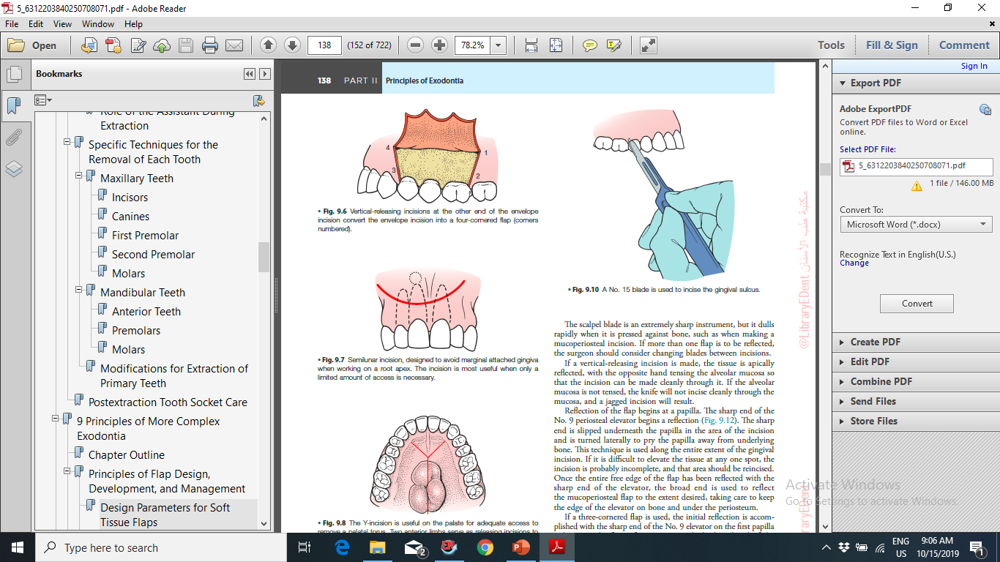 5_6312203840250708071.pdf - Adobe Reader
File Edit View Window Help
Open
138 (152 of 722) 78.2%
Tools Fill & Sign Comment
Bookmarks
Role of the Assistant During
Extraction
Specific Techniques for the
Removal of Each Tooth
Maxillary Teeth
Incisors
Canines
First Premolar
Second Premolar
Molars
Mandibular Teeth
Anterior Teeth
Premolars
Molars
Modifications for Extraction of
Primary Teeth
Postextraction Tooth Socket Care
9 Principles of More Complex
Exodontia
Chapter Outline
Principles of Flap Design,
Development, and Management
Design Parameters for Soft
Tissue Flaps
138 PART II Principles of Exodontia
4
1
3
2
• Fig. 9.6 Vertical-releasing incisions at the other end of the envelope
incision convert the envelope incision into a four-cornered flap (corners
numbered).
• Fig. 9.7 Semilunar incision, designed to avoid marginal attached gingiva
when working on a root apex. The incision is most useful when only a
limited amount of access is necessary.
• Fig. 9.8 The Y-incision is useful on the palate for adequate access to
remove a palatal torus. Two anterior limbs serve as releasing incisions to
• Fig. 9.10 A No. 15 blade is used to incise the gingival sulcus.
The scalpel blade is an extremely sharp instrument, but it dulls
rapidly when it is pressed against bone, such as when making a
mucoperiosteal incision. If more than one flap is to be reflected,
the surgeon should consider changing blades between incisions.
If a vertical-releasing incision is made, the tissue is apically
reflected, with the opposite hand tensing the alveolar mucosa so
that the incision can be made cleanly through it. If the alveolar
mucosa is not tensed, the knife will not incise cleanly through the
mucosa, and a jagged incision will result.
Reflection of the flap begins at a papilla. The sharp end of the
No. 9 periosteal elevator begins a reflection (Fig. 9.12). The sharp
end is slipped underneath the papilla in the area of the incision
and is turned laterally to pry the papilla away from underlying
bone. This technique is used along the entire extent of the gingival
incision. If it is difficult to elevate the tissue at any one spot, the
incision is probably incomplete, and that area should be reincised.
Once the entire free edge of the flap has been reflected with the
sharp end of the elevator, the broad end is used to reflect
the mucoperiosteal flap to the extent desired, taking care to keep
the edge of the elevator on bone and under the periosteum.
If a three-cornered flap is used, the initial reflection is accom-
plished with the sharp end of the No. 9 elevator on the first papilla
@LibraryEDent مكتبة طب الأسنان
raryEDent
Sign In
Export PDF
Adobe ExportPDF
Convert PDF files to Word or Excel
online.
Select PDF File:
5_6312203840250708071.pdf
1 file / 146.00 MB
Convert To:
Microsoft Word (*.docx)
Recognize Text in English(U.S.)
Change
Convert
Create PDF
Edit PDF
Combine PDF
Send Files
Store Files
Activate Windows
Go to Settings to activate Windows.
Type here to search
2
ENG
US
9:06 AM
10/15/2019
1